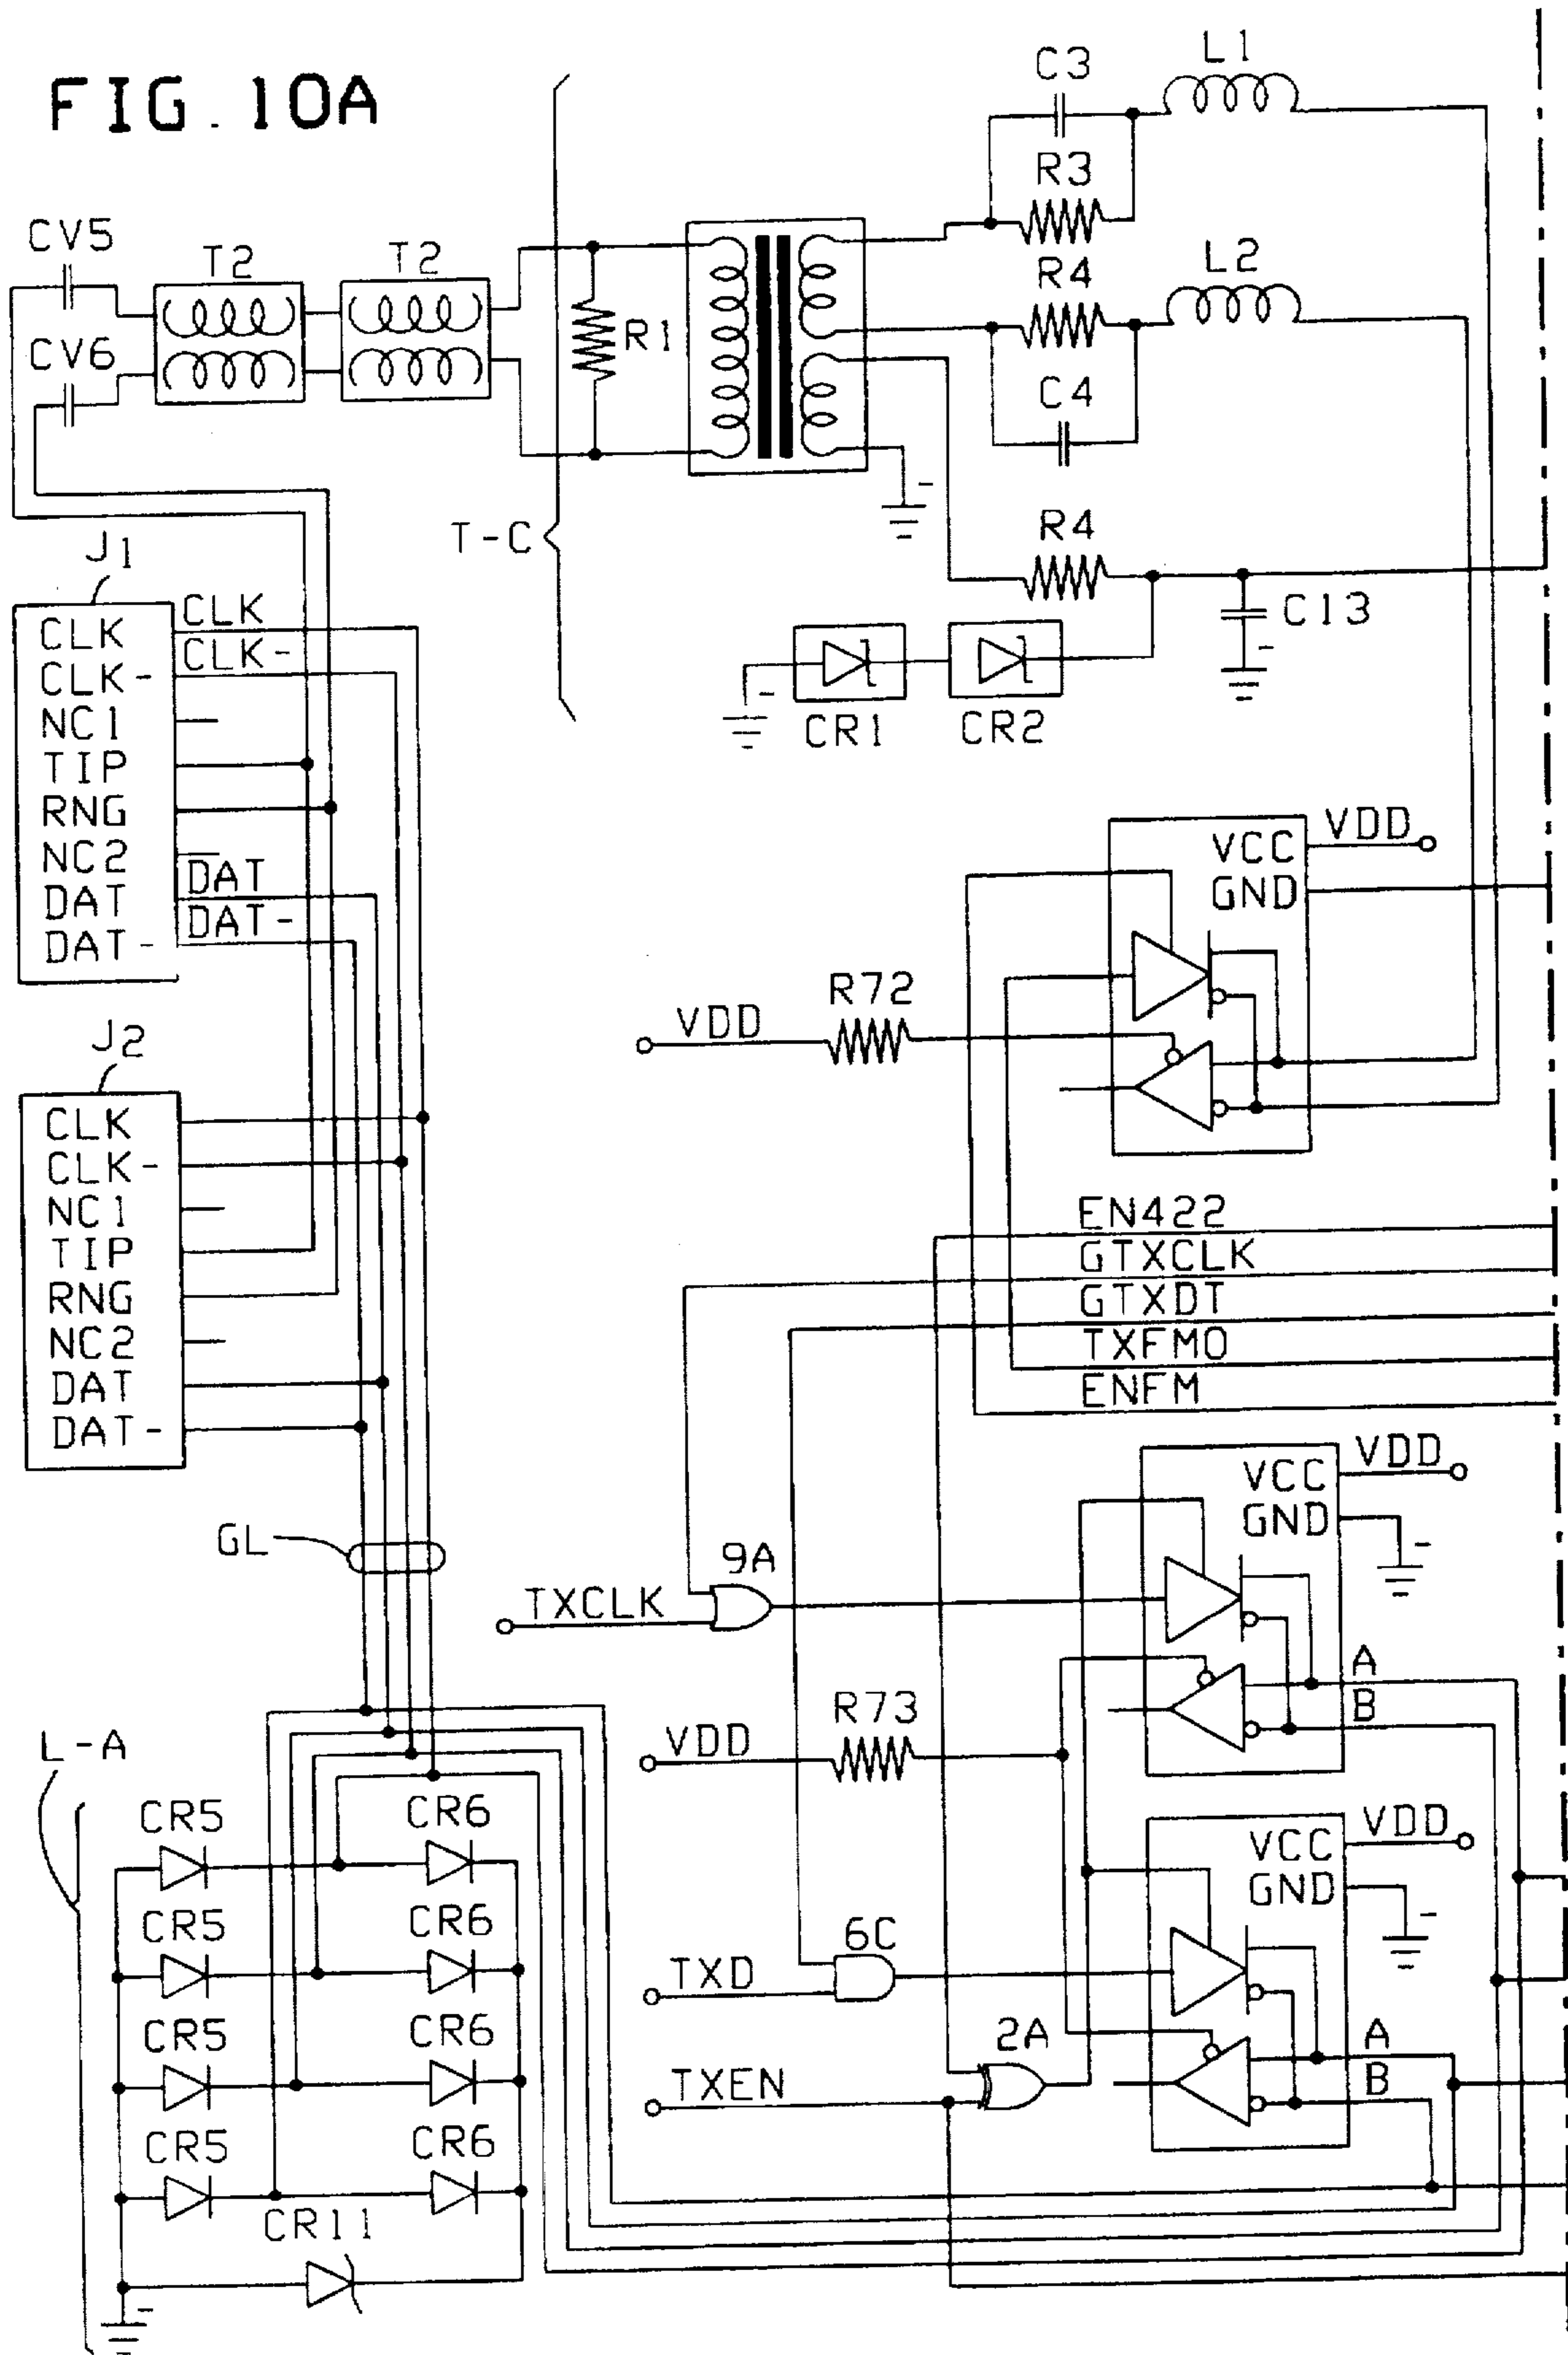 FIG. 10A
C3
L1
R3
CV5
T2
T2
R4
L2
R1
CV6
C4
T-C
R4
J1
CLK
CLK-
NC1
TIP
RNG
NC2
DAT
DAT-
CLK
CLK-
DAT
DAT-
C13
CR1
CR2
VCC
GND
VDD
R72
VDD
J2
CLK
CLK-
NC1
TIP
RNG
NC2
DAT
DAT-
EN422
GTXCLK
GTXDT
TXFMO
ENFM
VCC
GND
VDD
GL
9A
TXCLK
A
B
R73
VDD
L-A
CR5
CR6
VCC
GND
VDD
CR5
CR6
6C
TXD
CR5
CR6
2A
A
B
TXEN
CR5
CR6
CR11